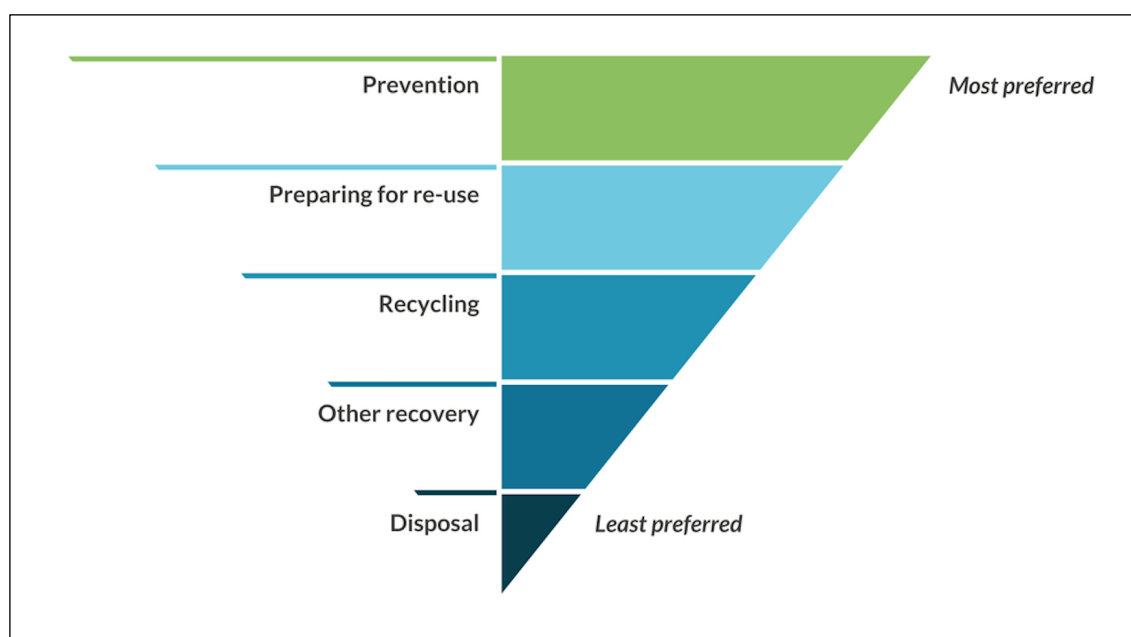 Prevention
Most preferred
Preparing for re-use
Recycling
Other recovery
Disposal
Least preferred